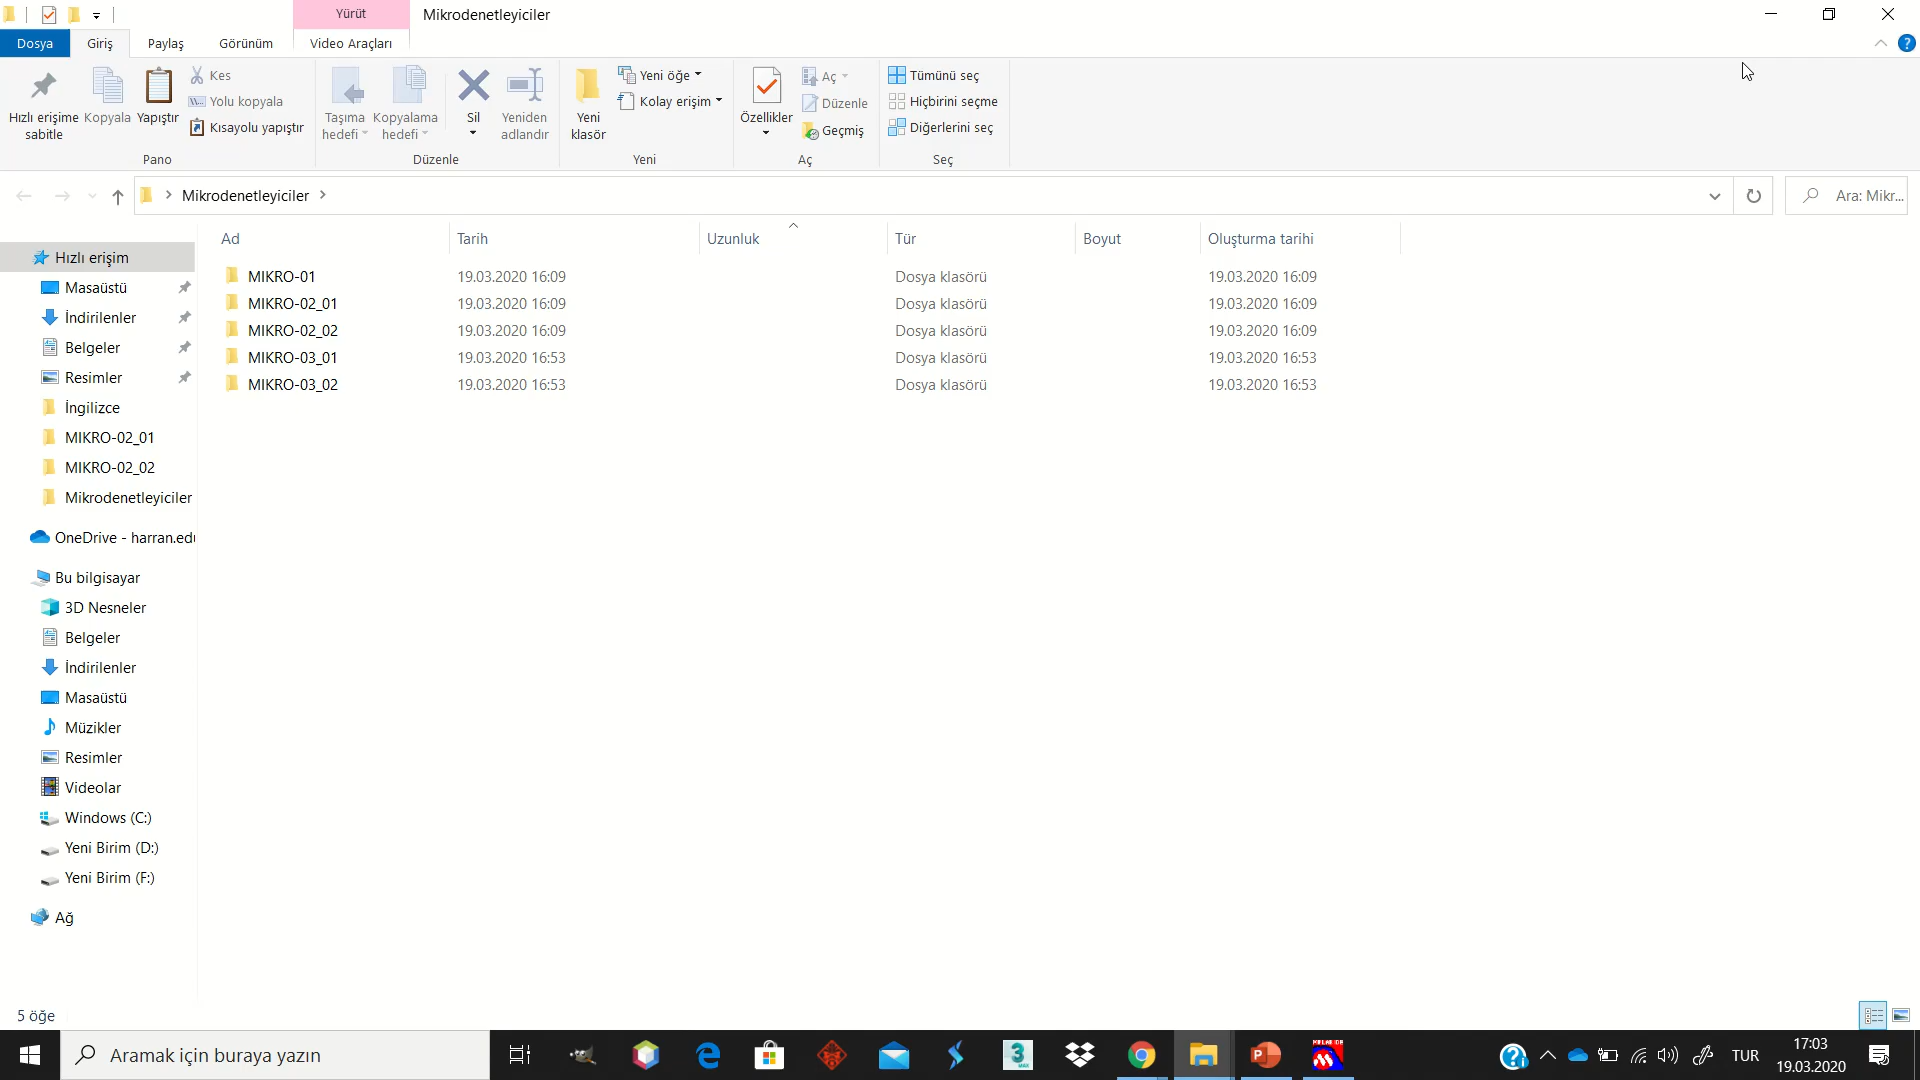 Yürüt Mikrodenetleyiciler
Dosya Giriş Paylaş Görünüm Video Araçları
Hızlı erişime sabitle
Kopyala
Yapıştır
Kes
Yolu kopyala
Kısayolu yapıştır
Pano
Taşıma hedefi
Kopyalama hedefi
Sil
Yeniden adlandır
Düzenle
Yeni klasör
Yeni öğe
Kolay erişim
Yeni
Özellikler
Aç
Düzenle
Geçmiş
Aç
Tümünü seç
Hiçbirini seçme
Diğerlerini seç
Seç
Mikrodenetleyiciler
Ara: Mikr...
Ad Tarih Uzunluk Tür Boyut Oluşturma tarihi
MIKRO-01 19.03.2020 16:09 Dosya klasörü 19.03.2020 16:09
MIKRO-02_01 19.03.2020 16:09 Dosya klasörü 19.03.2020 16:09
MIKRO-02_02 19.03.2020 16:09 Dosya klasörü 19.03.2020 16:09
MIKRO-03_01 19.03.2020 16:53 Dosya klasörü 19.03.2020 16:53
MIKRO-03_02 19.03.2020 16:53 Dosya klasörü 19.03.2020 16:53
Hızlı erişim
Masaüstü
İndirilenler
Belgeler
Resimler
İngilizce
MIKRO-02_01
MIKRO-02_02
Mikrodenetleyiciler
OneDrive - harran.edu
Bu bilgisayar
3D Nesneler
Belgeler
İndirilenler
Masaüstü
Müzikler
Resimler
Videolar
Windows (C:)
Yeni Birim (D:)
Yeni Birim (F:)
Ağ
5 öğe
Aramak için buraya yazın
TUR
17:03
19.03.2020